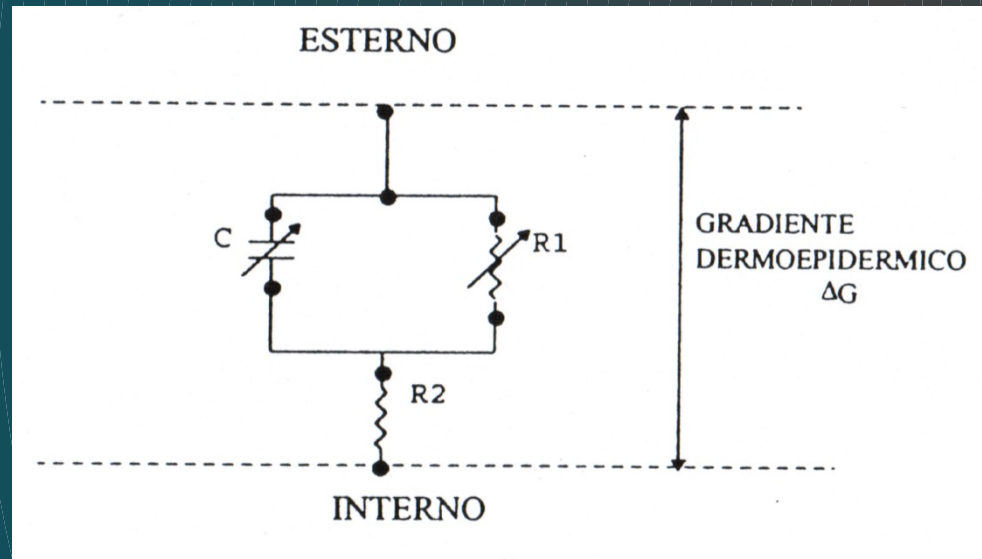 ESTERNO
C
R1
GRADIENTE
DERMOEPIDERMICO
ΔG
R2
INTERNO